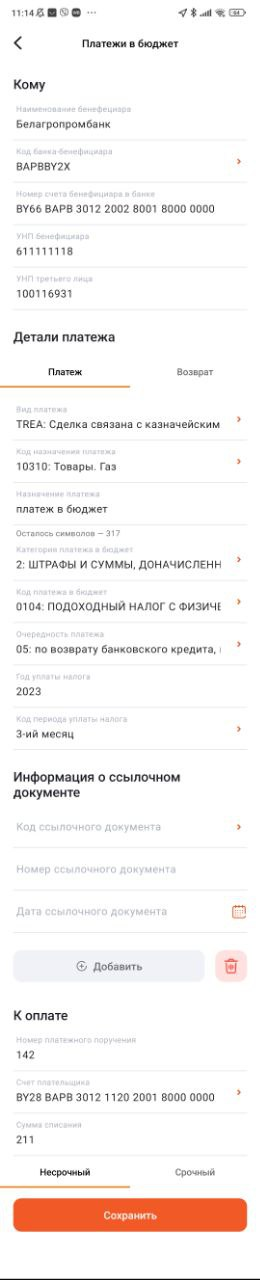 11:14
64
Платежи в бюджет
Кому
Наименование бенефециара
Белагропромбанк
Код банка-бенефициара
BAPBBY2X
Номер счета бенефициара в банке
BY66 BAPB 3012 2002 8001 8000 0000
УНП бенефициара
611111118
УНП третьего лица
100116931
Детали платежа
Платеж Возврат
Вид платежа
TREA: Сделка связана с казначейским
Код назначения платежа
10310: Товары. Газ
Назначение платежа
платеж в бюджет
Осталось символов – 317
Категория платежа в бюджет
2: ШТРАФЫ И СУММЫ, ДОНАЧИСЛЕНН
Код платежа в бюджет
0104: ПОДОХОДНЫЙ НАЛОГ С ФИЗИЧЕ
Очередность платежа
05: по возврату банковского кредита,
Год уплаты налога
2023
Код периода уплаты налога
3-ий месяц
Информация о ссылочном
документе
Код ссылочного документа
Номер ссылочного документа
Дата ссылочного документа
Добавить
К оплате
Номер платежного поручения
142
Счет плательщика
BY28 BAPB 3012 1120 2001 8000 0000
Сумма списания
211
Несрочный Срочный
Сохранить